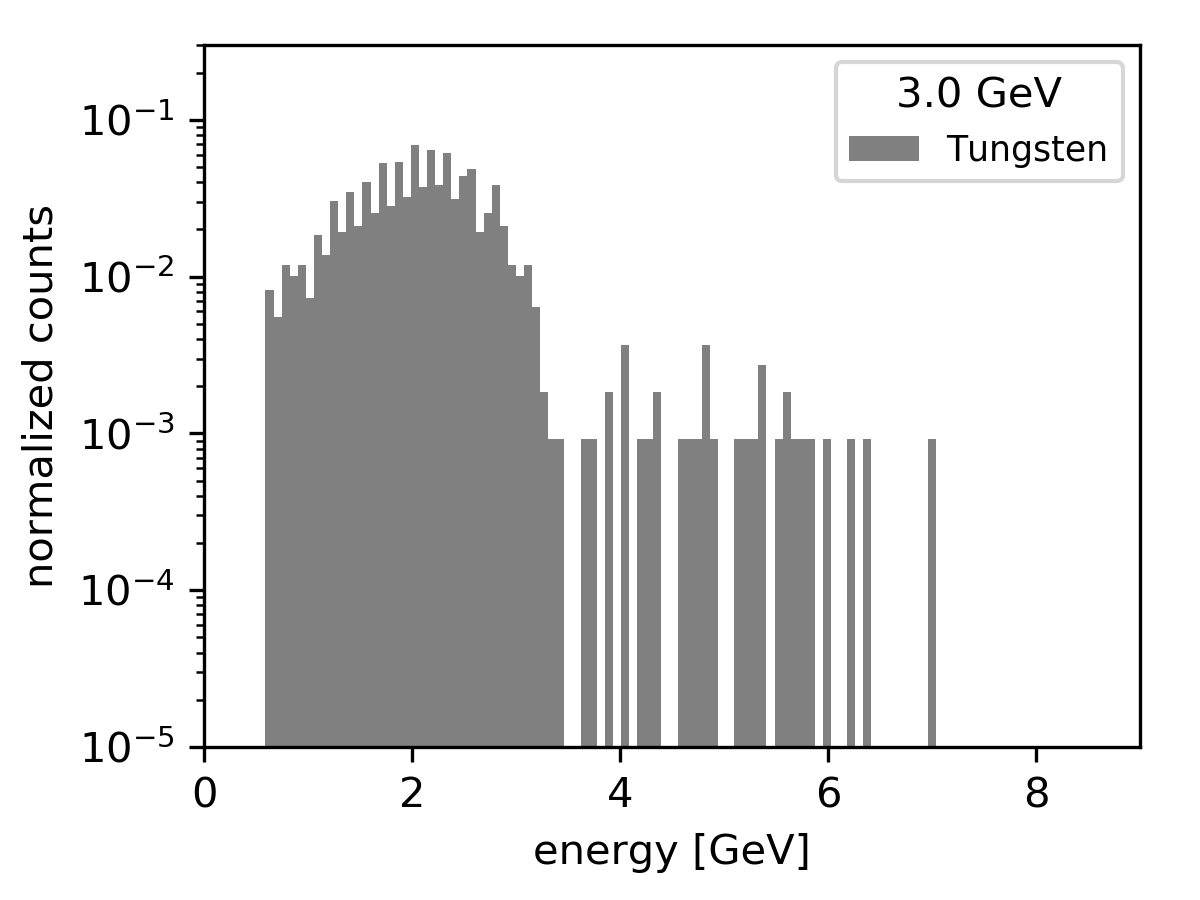 3.0 GeV
Tungsten
10⁻¹
10⁻²
10⁻³
10⁻⁴
10⁻⁵
normalized counts
0 2 4 6 8
energy [GeV]